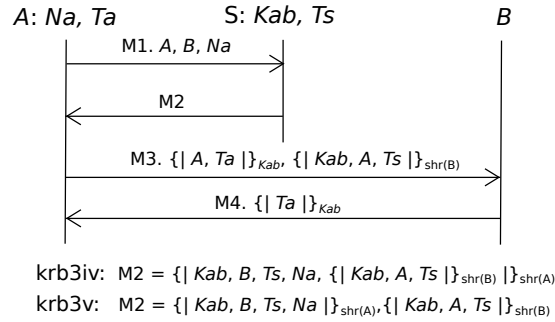 A: Na, Ta S: Kab, Ts B
M1. A, B, Na
M2
M3. {| A, Ta |}Kab, {| Kab, A, Ts |}shr(B)
M4. {| Ta |}Kab
krb3iv: M2 = {| Kab, B, Ts, Na, {| Kab, A, Ts |}shr(B) |}shr(A)
krb3v: M2 = {| Kab, B, Ts, Na |}shr(A),{| Kab, A, Ts |}shr(B)